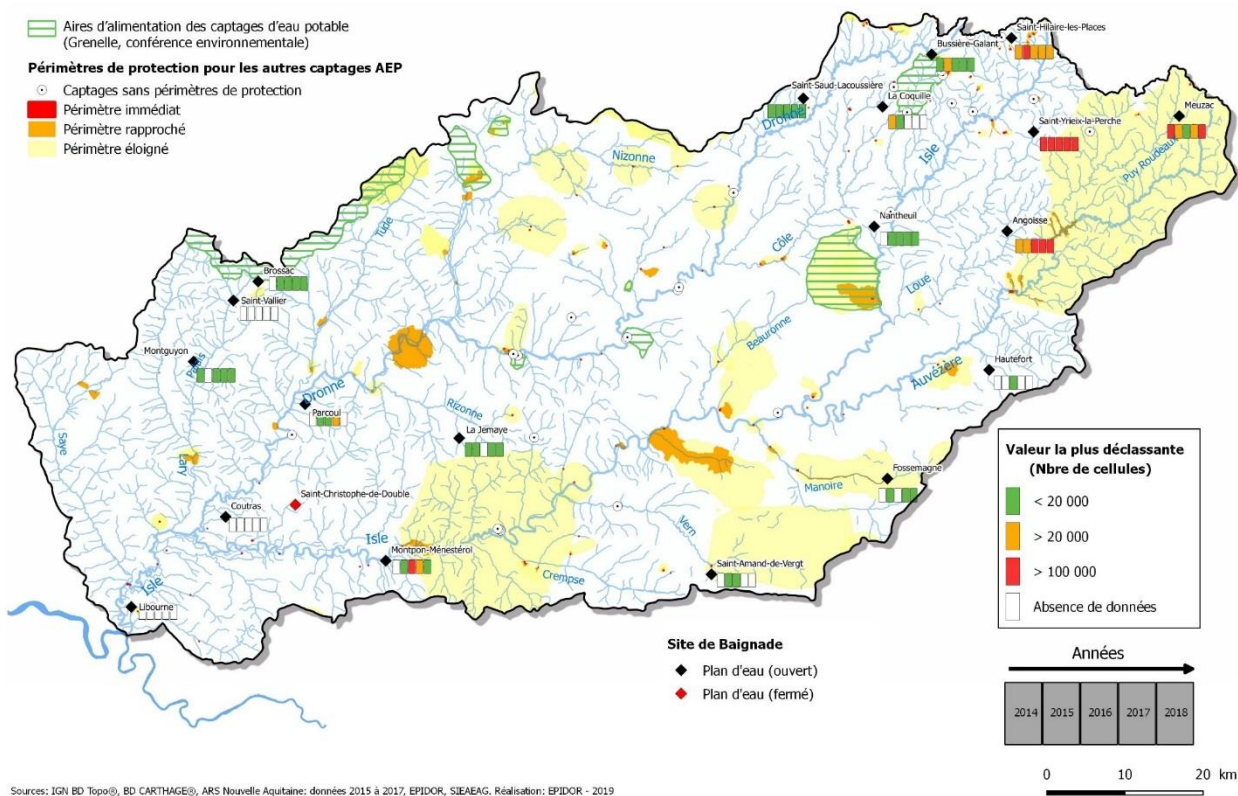 Aires d'alimentation des captages d'eau potable
(Grenelle, conférence environnementale)
Périmètres de protection pour les autres captages AEP
Captages sans périmètres de protection
Périmètre immédiat
Périmètre rapproché
Périmètre éloigné
Saint-Hilaire-les-Places
Bussière-Galant
Saint-Saud-Lacoussière
La Coquille
Meuzac
Dronne
Saint-Yrieix-la-Perche
Isle
Nizonne
Puy Roudeaux
Tude
Nantheuil
Angoisse
Côle
Brossac
Loue
Saint-Vallier
Beauronne
Montguyon
Palais
Hautefort
Auvézère
Dronne
Rizonne
Parcoul
Saye
La Jemaye
Lary
Fossemagne
Manoire
Saint-Christophe-de-Double
Coutras
Vern
Isle
Montpon-Ménestérol
Saint-Amand-de-Vergt
Crempse
Isle
Libourne
Valeur la plus déclassante
(Nbre de cellules)
< 20 000
> 20 000
> 100 000
Absence de données
Site de Baignade
Plan d'eau (ouvert)
Plan d'eau (fermé)
Années
2014 2015 2016 2017 2018
0 10 20 km
Sources: IGN BD Topo®, BD CARTHAGE®, ARS Nouvelle Aquitaine: données 2015 à 2017, EPIDOR, SIEAEAG. Réalisation: EPIDOR - 2019